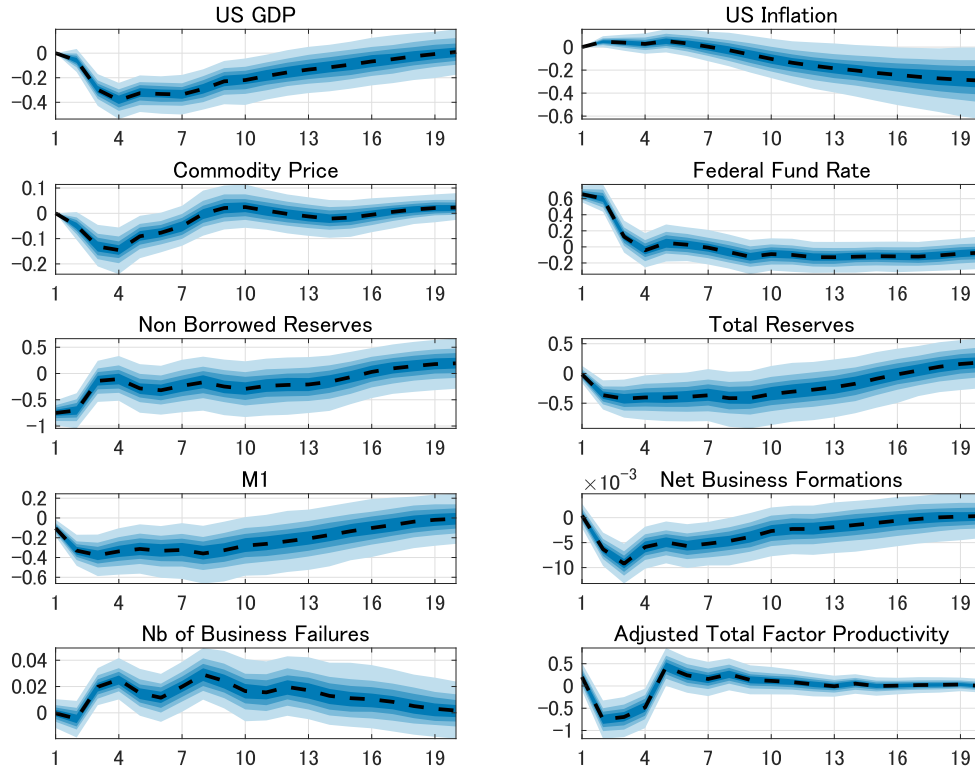 US GDP
0
-0.2
-0.4
1 4 7 10 13 16 19
US Inflation
0
-0.2
-0.4
-0.6
1 4 7 10 13 16 19
Commodity Price
0.1
0
-0.1
-0.2
1 4 7 10 13 16 19
Federal Fund Rate
0.6
0.4
0.2
0
-0.2
1 4 7 10 13 16 19
Non Borrowed Reserves
0.5
0
-0.5
-1
1 4 7 10 13 16 19
Total Reserves
0.5
0
-0.5
1 4 7 10 13 16 19
M1
0.2
0
-0.2
-0.4
-0.6
1 4 7 10 13 16 19
×10⁻³ Net Business Formations
0
-5
-10
1 4 7 10 13 16 19
Nb of Business Failures
0.04
0.02
0
1 4 7 10 13 16 19
Adjusted Total Factor Productivity
0.5
0
-0.5
-1
1 4 7 10 13 16 19